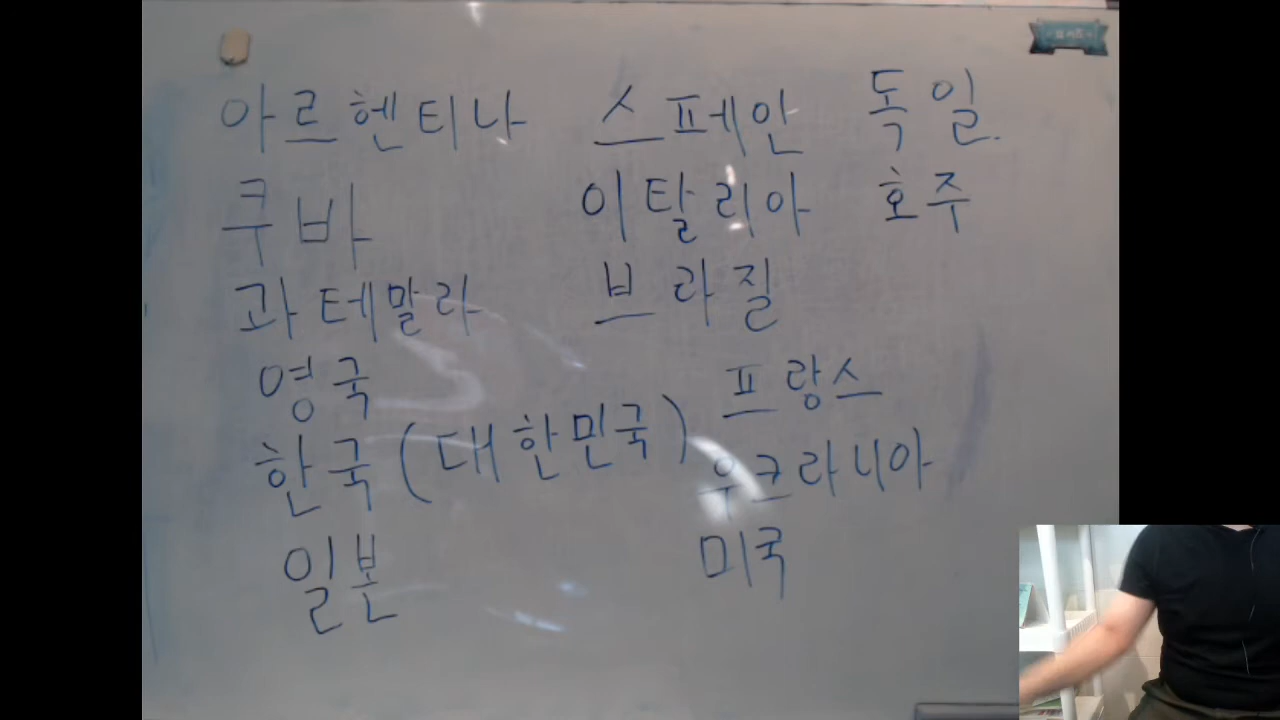 아르헨티나 스페인 독일.
쿠바 이탈리아 호주
과테말라 브라질
영국 프랑스
한국 (대한민국) 우크라니아
일본 미국